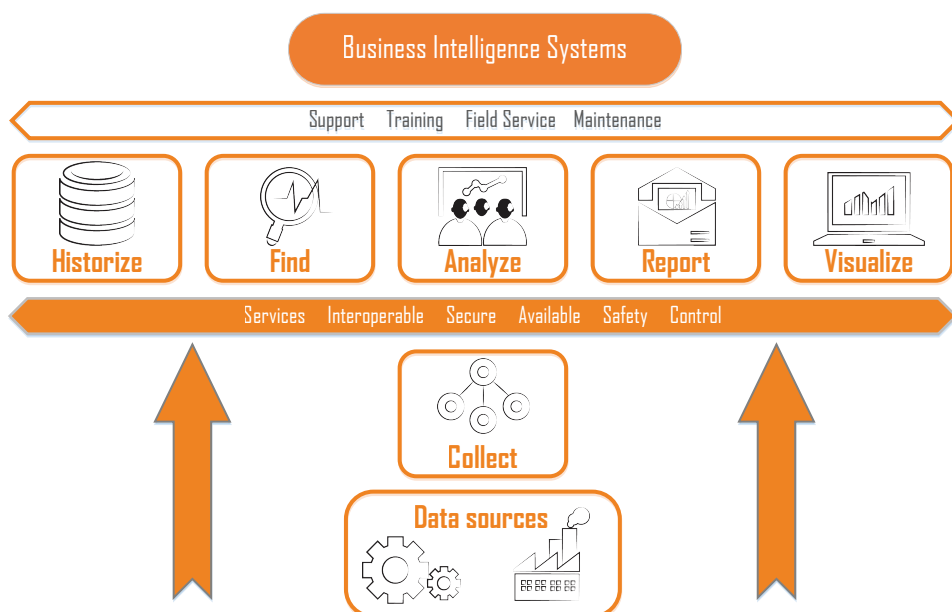 Business Intelligence Systems
Support Training Field Service Maintenance
Historize Find Analyze Report Visualize
Services Interoperable Secure Available Safety Control
Collect
Data sources